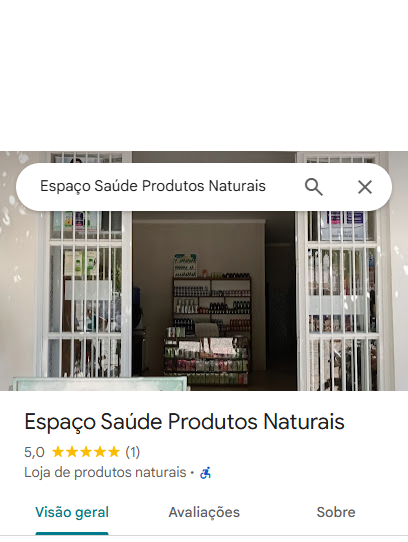 Espaço Saúde Produtos Naturais
Espaço Saúde Produtos Naturais
5,0 (1)
Loja de produtos naturais ·
Visão geral Avaliações Sobre